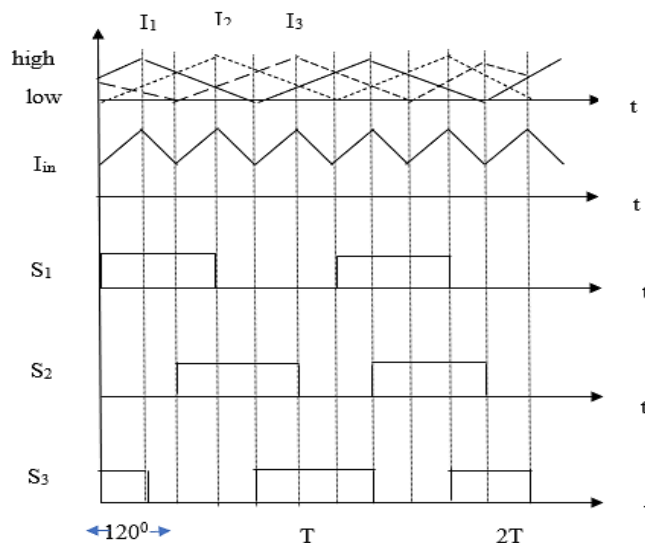 I₁ I₂ I₃
high
low
t
Iᵢₙ
t
S₁
t
S₂
t
S₃
120⁰ T 2T